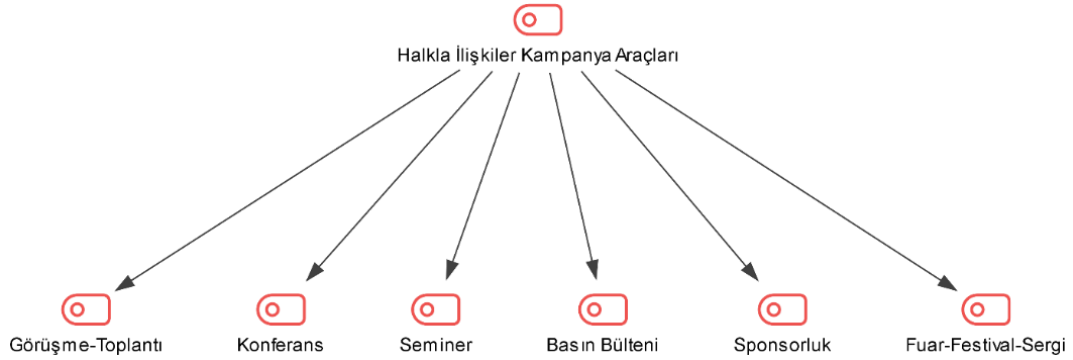 Halkla İlişkiler Kampanya Araçları
Görüşme-Toplantı
Konferans
Seminer
Basın Bülteni
Sponsorluk
Fuar-Festival-Sergi